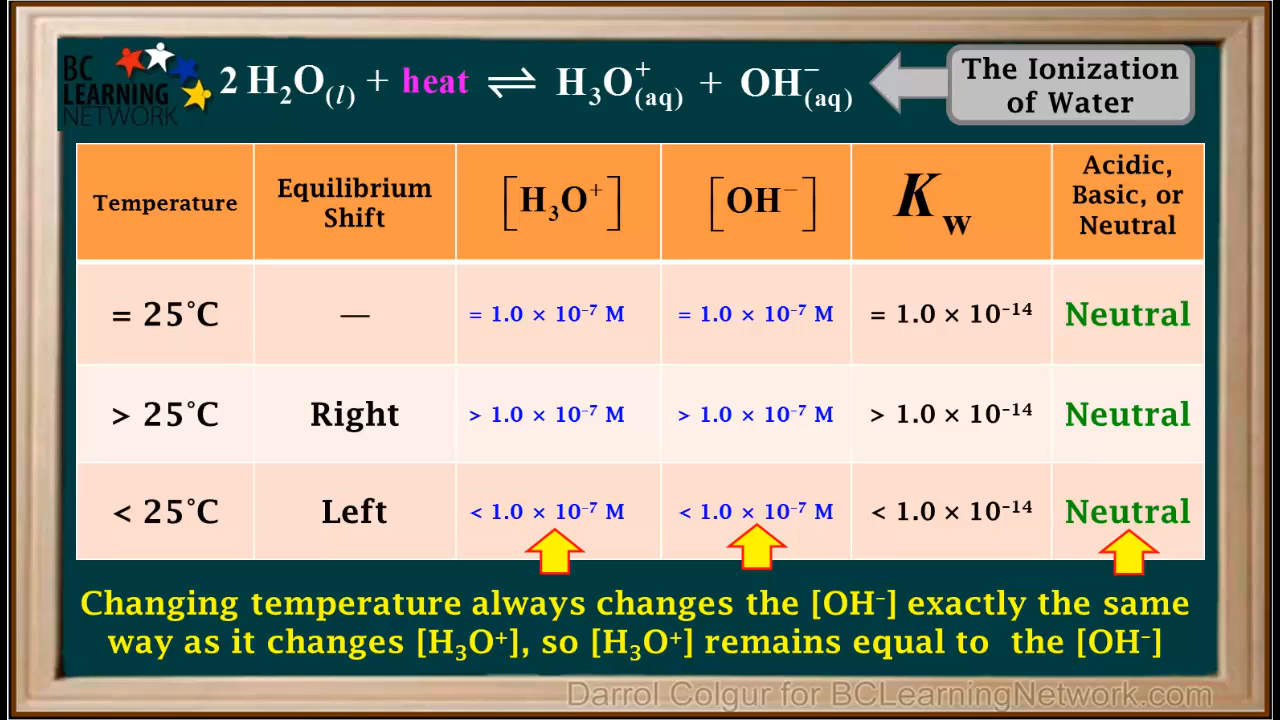 BC
LEARNING
NETWORK
2 H₂O(l) + heat ⇌ H₃O⁺(aq) + OH⁻(aq)
The Ionization
of Water
Temperature
Equilibrium
Shift
[H₃O⁺]
[OH⁻]
Kw
Acidic,
Basic, or
Neutral
= 25°C — = 1.0 × 10⁻⁷ M = 1.0 × 10⁻⁷ M = 1.0 × 10⁻¹⁴ Neutral
> 25°C Right > 1.0 × 10⁻⁷ M > 1.0 × 10⁻⁷ M > 1.0 × 10⁻¹⁴ Neutral
< 25°C Left < 1.0 × 10⁻⁷ M < 1.0 × 10⁻⁷ M < 1.0 × 10⁻¹⁴ Neutral
Changing temperature always changes the [OH⁻] exactly the same
way as it changes [H₃O⁺], so [H₃O⁺] remains equal to the [OH⁻]
Darrol Colgur for BCLearningNetwork.com